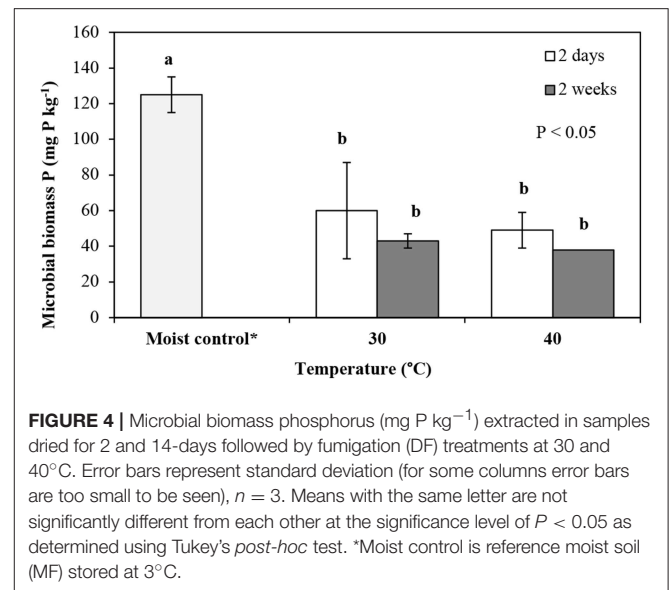 160
140
120
100
80
60
40
20
0
Microbial biomass P (mg P kg⁻¹)
a
b
b
b
b
2 days
2 weeks
P < 0.05
Moist control*
30
40
Temperature (°C)
FIGURE 4 | Microbial biomass phosphorus (mg P kg⁻¹) extracted in samples
dried for 2 and 14-days followed by fumigation (DF) treatments at 30 and
40°C. Error bars represent standard deviation (for some columns error bars
are too small to be seen), n = 3. Means with the same letter are not
significantly different from each other at the significance level of P < 0.05 as
determined using Tukey's post-hoc test. *Moist control is reference moist soil
(MF) stored at 3°C.